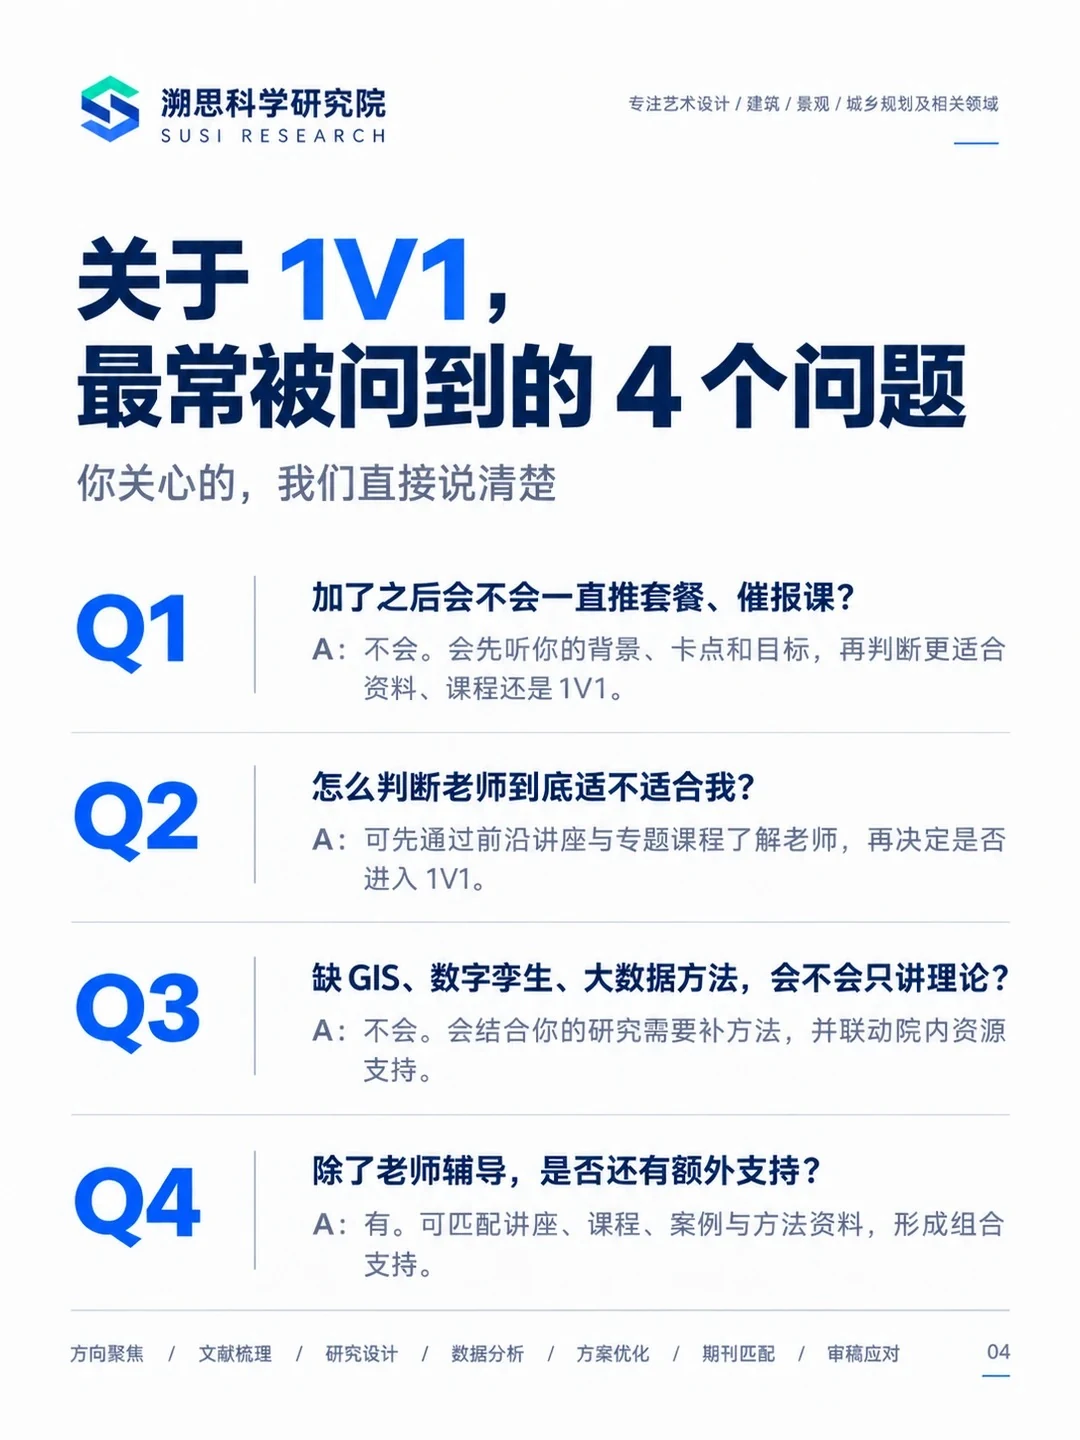 溯思科学研究院
SUSI RESEARCH
专注艺术设计 / 建筑 / 景观 / 城乡规划及相关领域
关于 1V1，
最常被问到的 4 个问题
你关心的，我们直接说清楚
Q1
加了之后会不会一直推套餐、催报课？
A：不会。会先听你的背景、卡点和目标，再判断更适合
资料、课程还是 1V1。
Q2
怎么判断老师到底适不适合我？
A：可先通过前沿讲座与专题课程了解老师，再决定是否
进入 1V1。
Q3
缺 GIS、数字孪生、大数据方法，会不会只讲理论？
A：不会。会结合你的研究需要补方法，并联动院内资源
支持。
Q4
除了老师辅导，是否还有额外支持？
A：有。可匹配讲座、课程、案例与方法资料，形成组合
支持。
方向聚焦 / 文献梳理 / 研究设计 / 数据分析 / 方案优化 / 期刊匹配 / 审稿应对
04